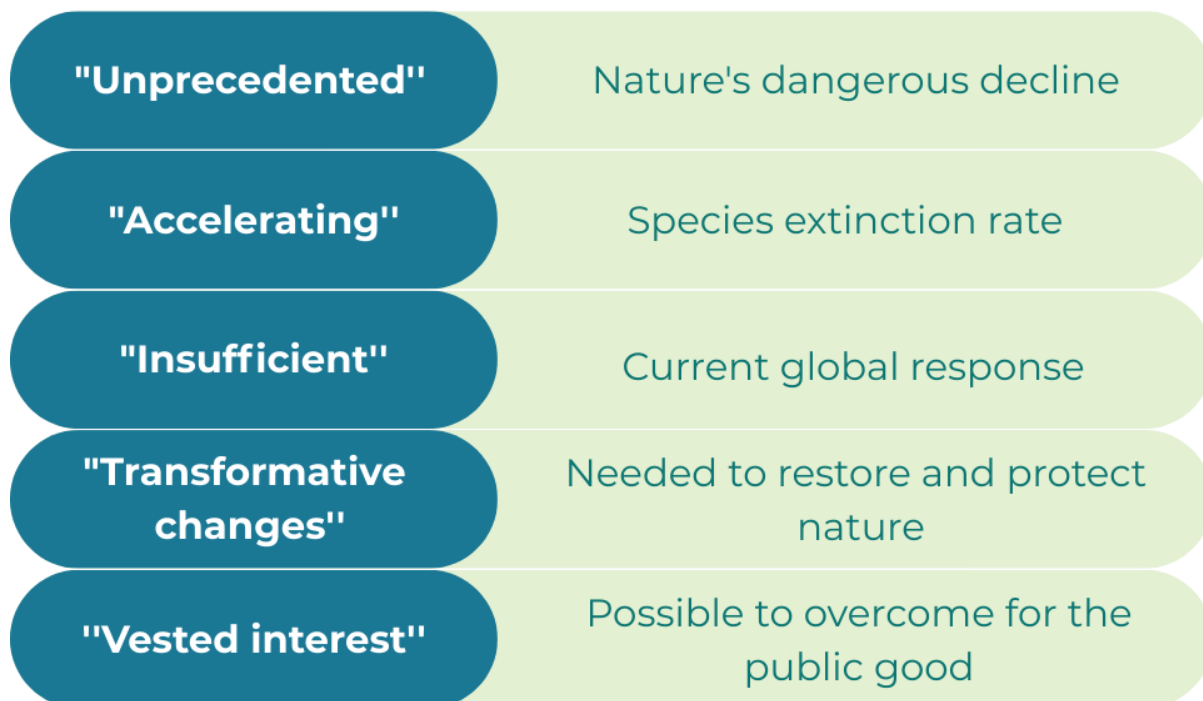 "Unprecedented''
Nature's dangerous decline
"Accelerating''
Species extinction rate
"Insufficient''
Current global response
"Transformative
changes''
Needed to restore and protect
nature
''Vested interest''
Possible to overcome for the
public good